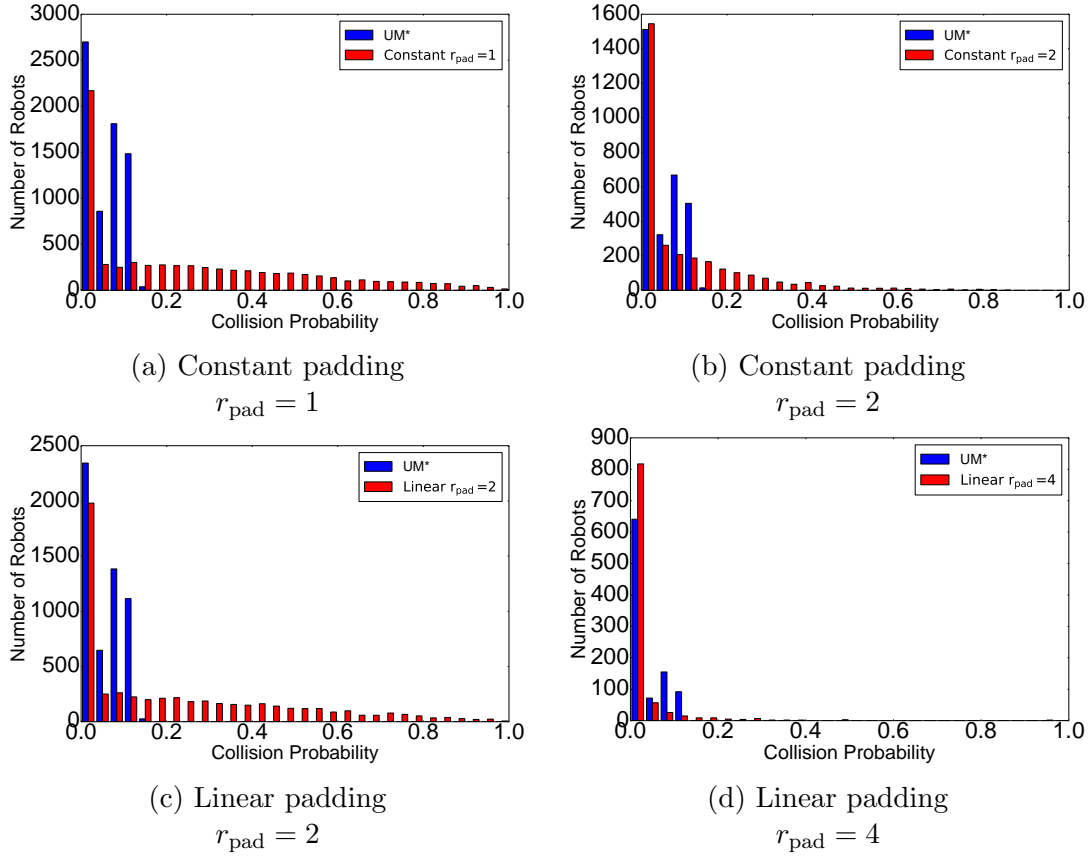 3000
2500
2000
1500
1000
500
0
Number of Robots
UM*
Constant r_pad =1
0.0 0.2 0.4 0.6 0.8 1.0
Collision Probability
(a) Constant padding
r_pad = 1
1600
1400
1200
1000
800
600
400
200
0
Number of Robots
UM*
Constant r_pad =2
0.0 0.2 0.4 0.6 0.8 1.0
Collision Probability
(b) Constant padding
r_pad = 2
2500
2000
1500
1000
500
0
Number of Robots
UM*
Linear r_pad =2
0.0 0.2 0.4 0.6 0.8 1.0
Collision Probability
(c) Linear padding
r_pad = 2
900
800
700
600
500
400
300
200
100
0
Number of Robots
UM*
Linear r_pad =4
0.0 0.2 0.4 0.6 0.8 1.0
Collision Probability
(d) Linear padding
r_pad = 4